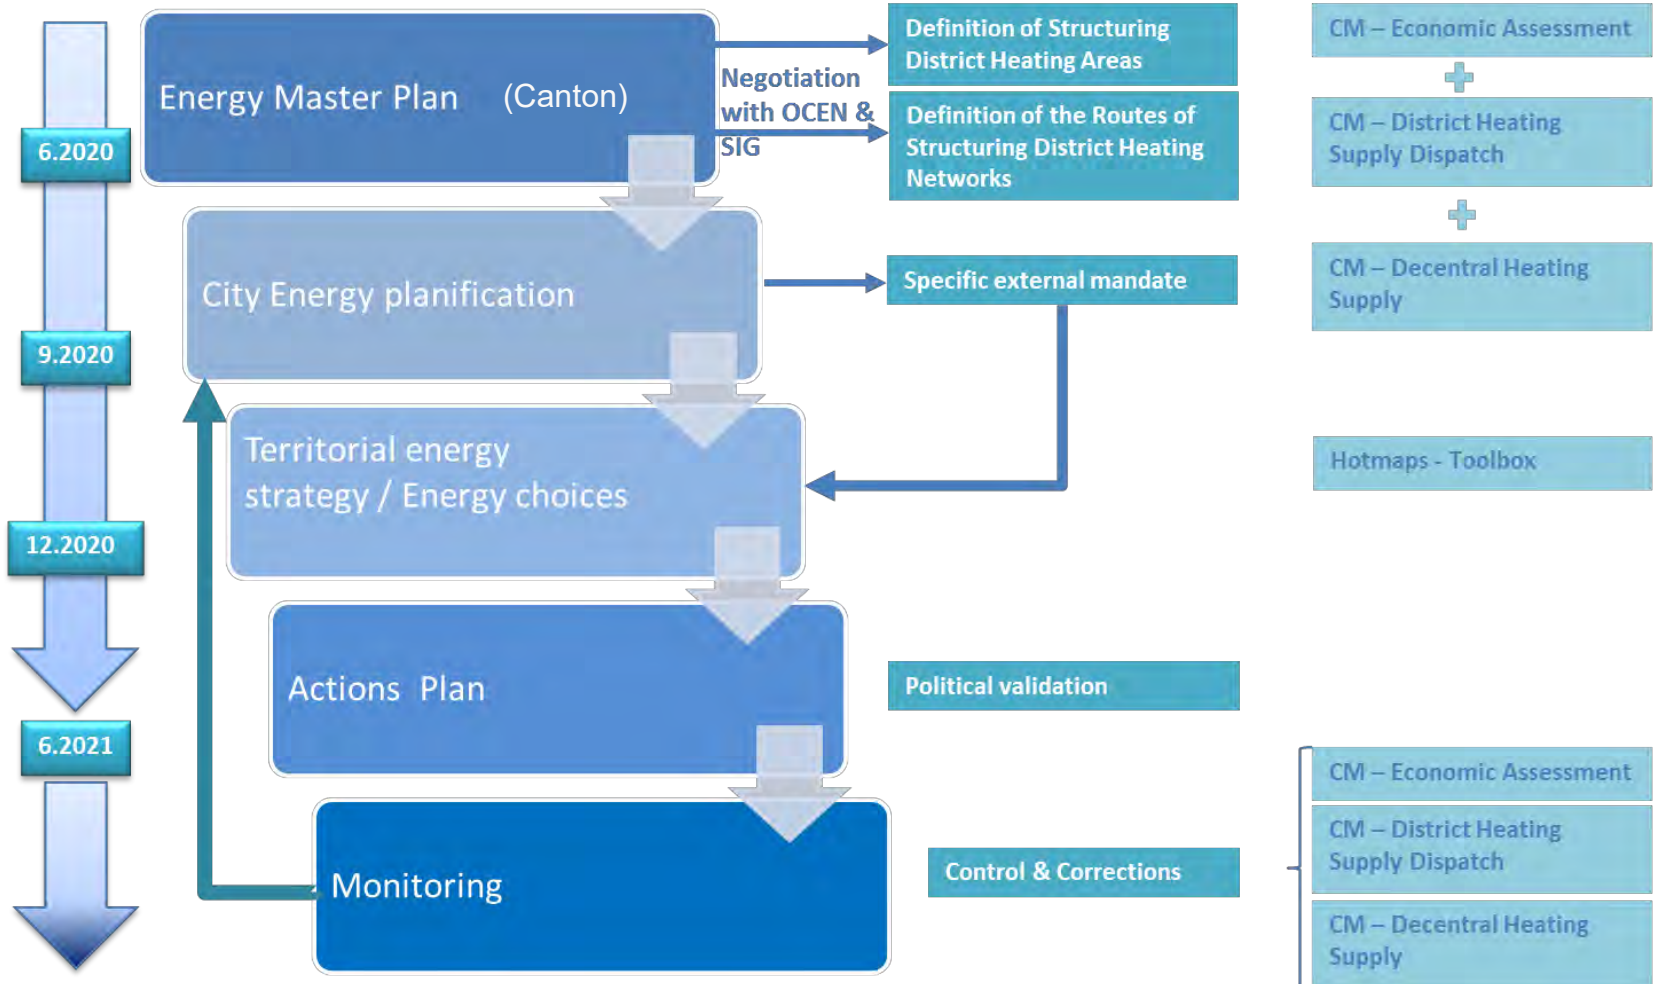 6.2020
9.2020
12.2020
6.2021
Energy Master Plan (Canton)
Negotiation
with OCEN &
SIG
Definition of Structuring
District Heating Areas
Definition of the Routes of
Structuring District Heating
Networks
CM – Economic Assessment
CM – District Heating
Supply Dispatch
CM – Decentral Heating
Supply
City Energy planification
Specific external mandate
Territorial energy
strategy / Energy choices
Hotmaps - Toolbox
Actions Plan
Political validation
Monitoring
Control & Corrections
CM – Economic Assessment
CM – District Heating
Supply Dispatch
CM – Decentral Heating
Supply